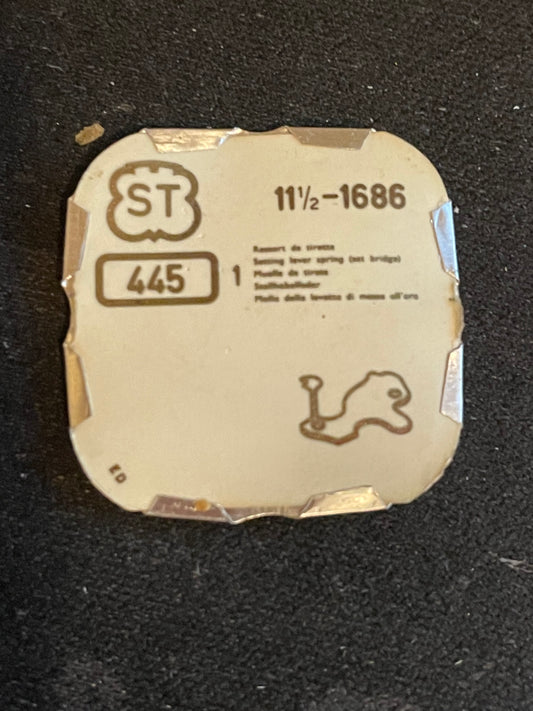 ST
11½-1686
445
1
Ressort de tirette
Setting lever spring (set bridge)
Muelle de tirete
Stellhebelfeder
Molla della levetta di messa all'ora
ED